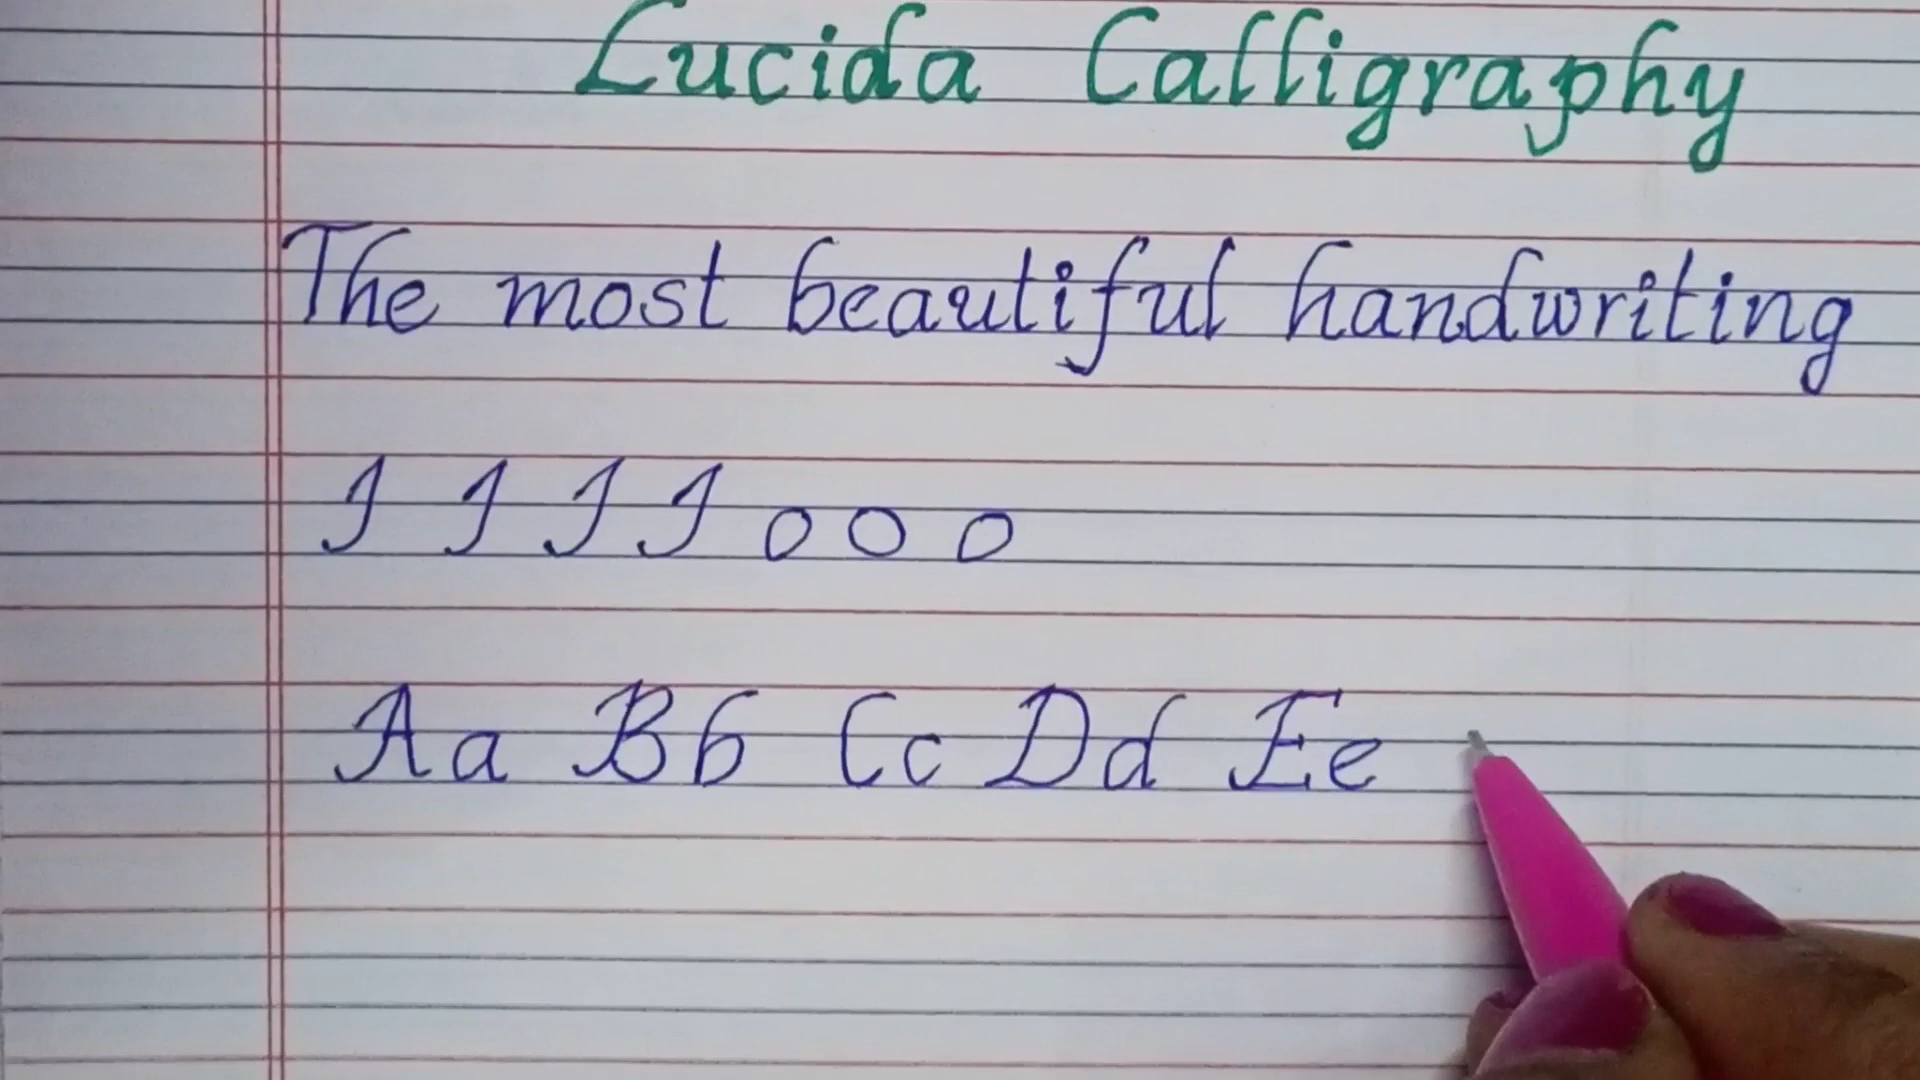 Lucida Calligraphy
The most beautiful handwriting
J J J J o o o
Aa Bb Cc Dd Ee